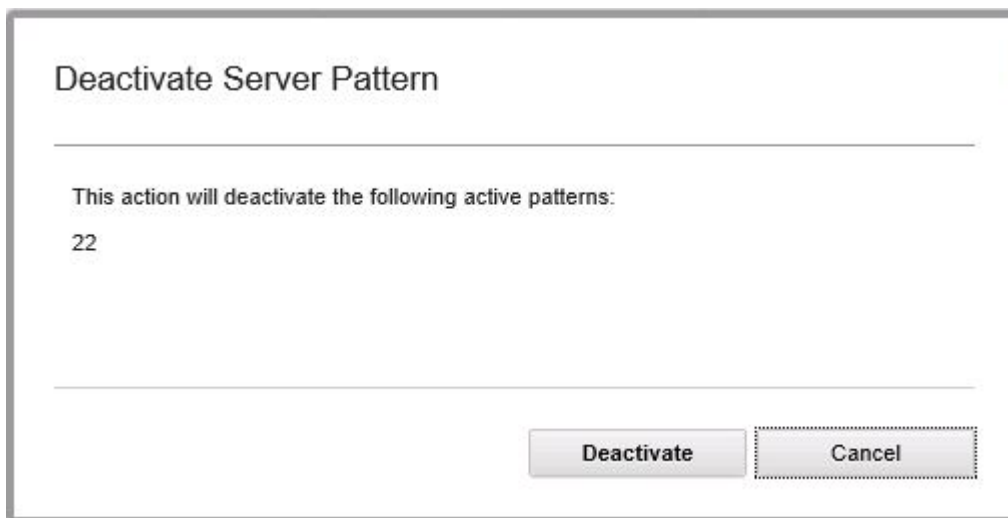 Deactivate Server Pattern
This action will deactivate the following active patterns:
22
Deactivate
Cancel